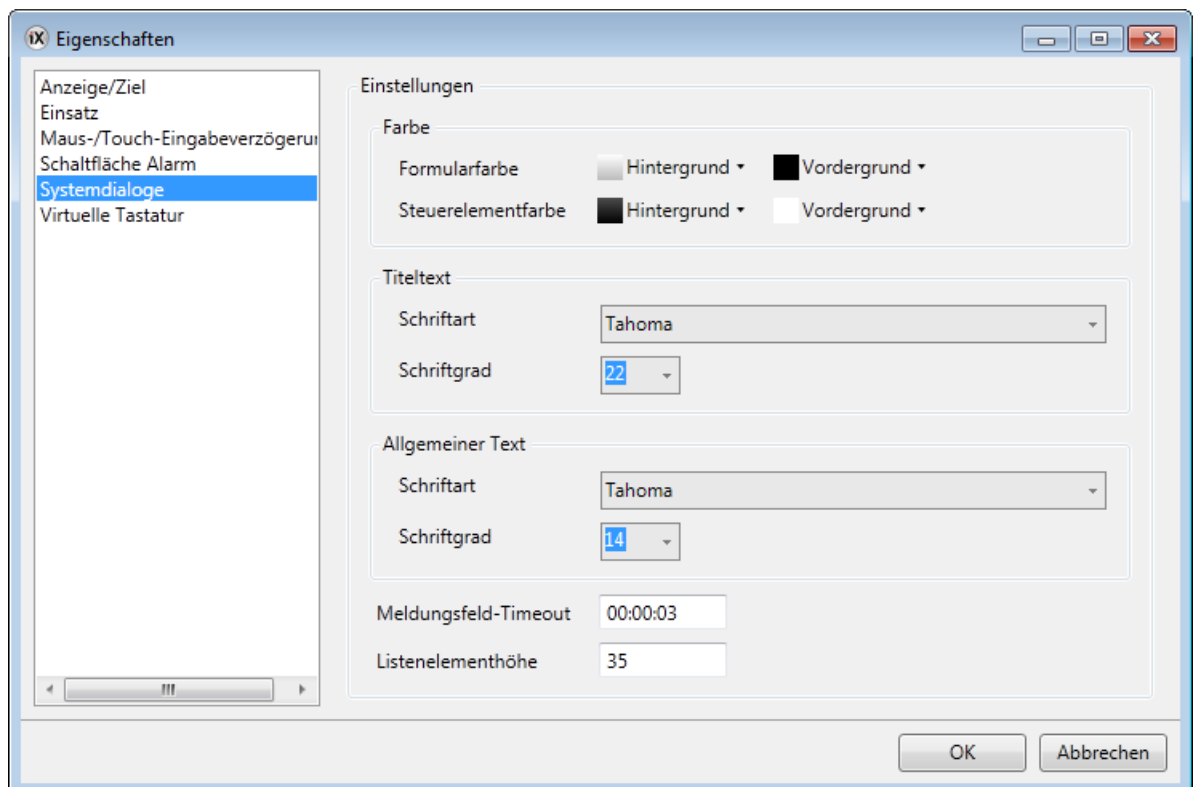 iX Eigenschaften
Anzeige/Ziel
Einsatz
Maus-/Touch-Eingabeverzögerun
Schaltfläche Alarm
Systemdialoge
Virtuelle Tastatur
Einstellungen
Farbe
Formularfarbe Hintergrund Vordergrund
Steuerelementfarbe Hintergrund Vordergrund
Titeltext
Schriftart Tahoma
Schriftgrad 22
Allgemeiner Text
Schriftart Tahoma
Schriftgrad 14
Meldungsfeld-Timeout 00:00:03
Listenelementhöhe 35
OK Abbrechen